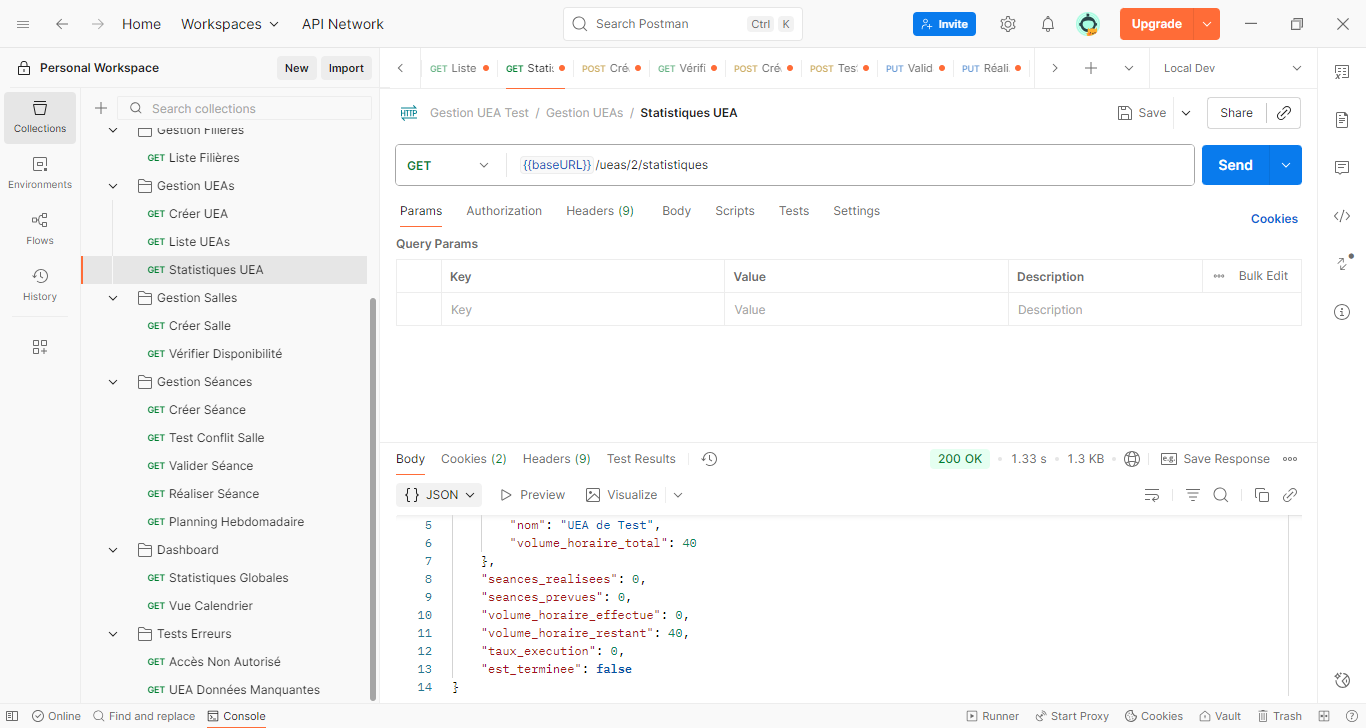 Home Workspaces API Network Search Postman Ctrl K Invite Upgrade
Personal Workspace New Import
GET Liste GET Statis POST Cré POST Cré GET Vérifi POST Cré POST Tes PUT Valid PUT Réali Local Dev
Collections
Environments
Flows
History
Search collections
Gestion Filières
GET Liste Filières
Gestion UEAs
GET Créer UEA
GET Liste UEAs
GET Statistiques UEA
Gestion Salles
GET Créer Salle
GET Vérifier Disponibilité
Gestion Séances
GET Créer Séance
GET Test Conflit Salle
GET Valider Séance
GET Réaliser Séance
GET Planning Hebdomadaire
Dashboard
GET Statistiques Globales
GET Vue Calendrier
Tests Erreurs
GET Accès Non Autorisé
GET UEA Données Manquantes
HTTP Gestion UEA Test / Gestion UEAs / Statistiques UEA Save Share
GET {{baseURL}} /ueas/2/statistiques Send
Params Authorization Headers (9) Body Scripts Tests Settings Cookies
Query Params
Key Value Description Bulk Edit
Key Value Description
Body Cookies (2) Headers (9) Test Results 200 OK 1.33 s 1.3 KB e.g. Save Response
{} JSON Preview Visualize
5 "nom": "UEA de Test",
6 "volume_horaire_total": 40
7 },
8 "seances_realisees": 0,
9 "seances_prevues": 0,
10 "volume_horaire_effectue": 0,
11 "volume_horaire_restant": 40,
12 "taux_execution": 0,
13 "est_terminee": false
14 }
Online Find and replace Console Runner Start Proxy Cookies Vault Trash